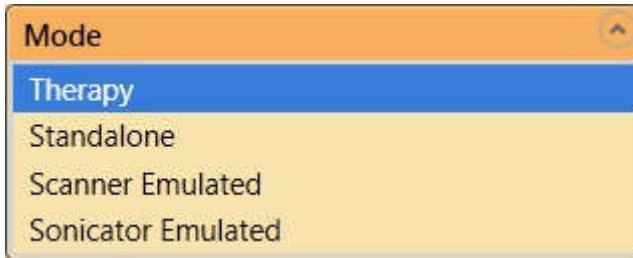 Mode
Therapy
Standalone
Scanner Emulated
Sonicator Emulated